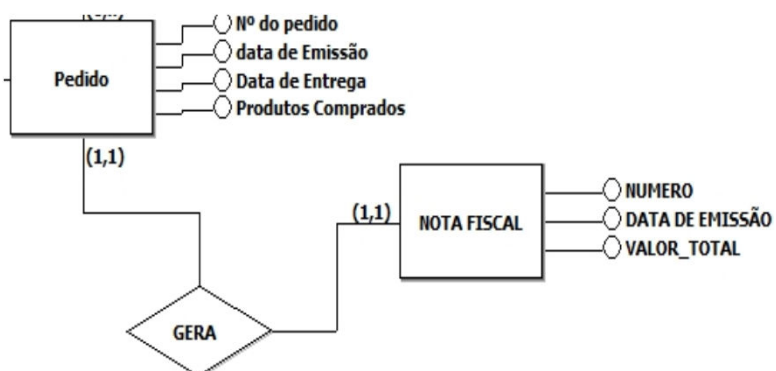 Nº do pedido
data de Emissão
Pedido
Data de Entrega
Produtos Comprados
(1,1)
(1,1)
NOTA FISCAL
NUMERO
DATA DE EMISSÃO
VALOR_TOTAL
GERA